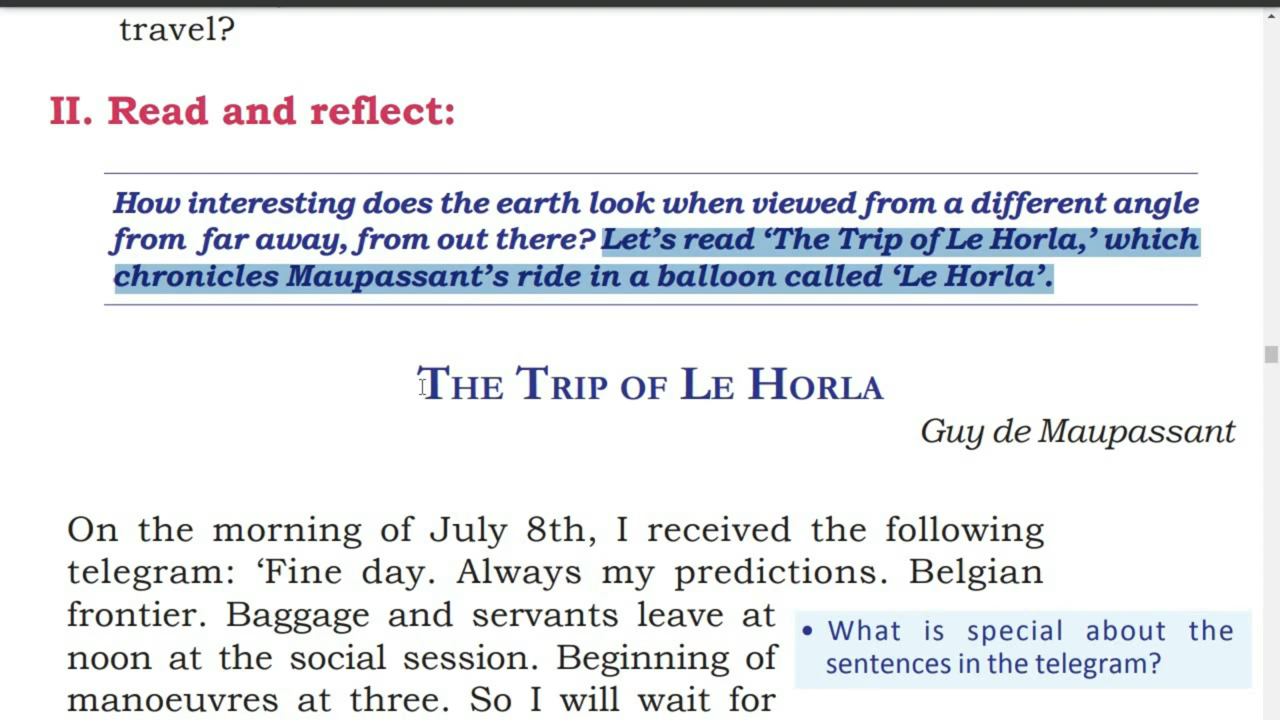 travel?
II. Read and reflect:
How interesting does the earth look when viewed from a different angle
from far away, from out there? Let's read ‘The Trip of Le Horla,’ which
chronicles Maupassant's ride in a balloon called ‘Le Horla’.
THE TRIP OF LE HORLA
Guy de Maupassant
On the morning of July 8th, I received the following
telegram: ‘Fine day. Always my predictions. Belgian
frontier. Baggage and servants leave at
noon at the social session. Beginning of
manoeuvres at three. So I will wait for
• What is special about the
sentences in the telegram?